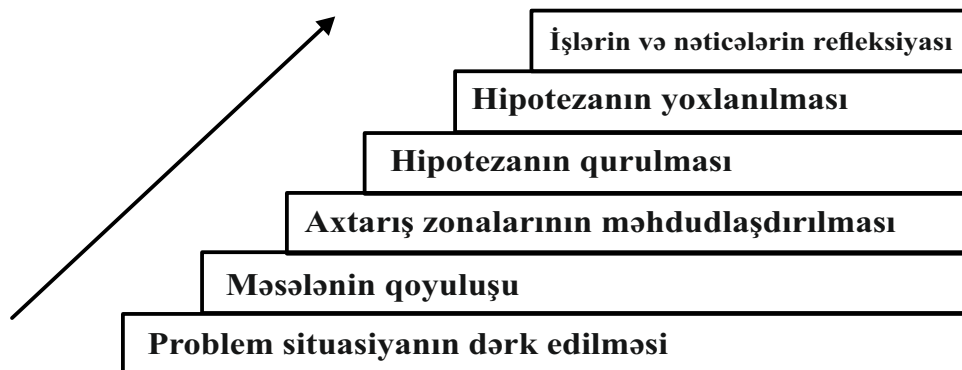 İşlərin və nəticələrin refleksiyası
Hipotezanın yoxlanılması
Hipotezanın qurulması
Axtarış zonalarının məhdudlaşdırılması
Məsələnin qoyuluşu
Problem situasiyanın dərk edilməsi